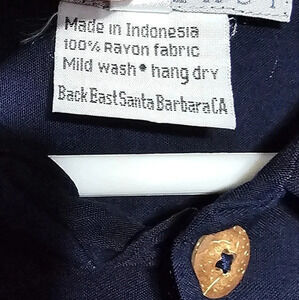 Made in Indonesia
100% Rayon fabric
Mild wash • hang dry
Back East Santa Barbara CA